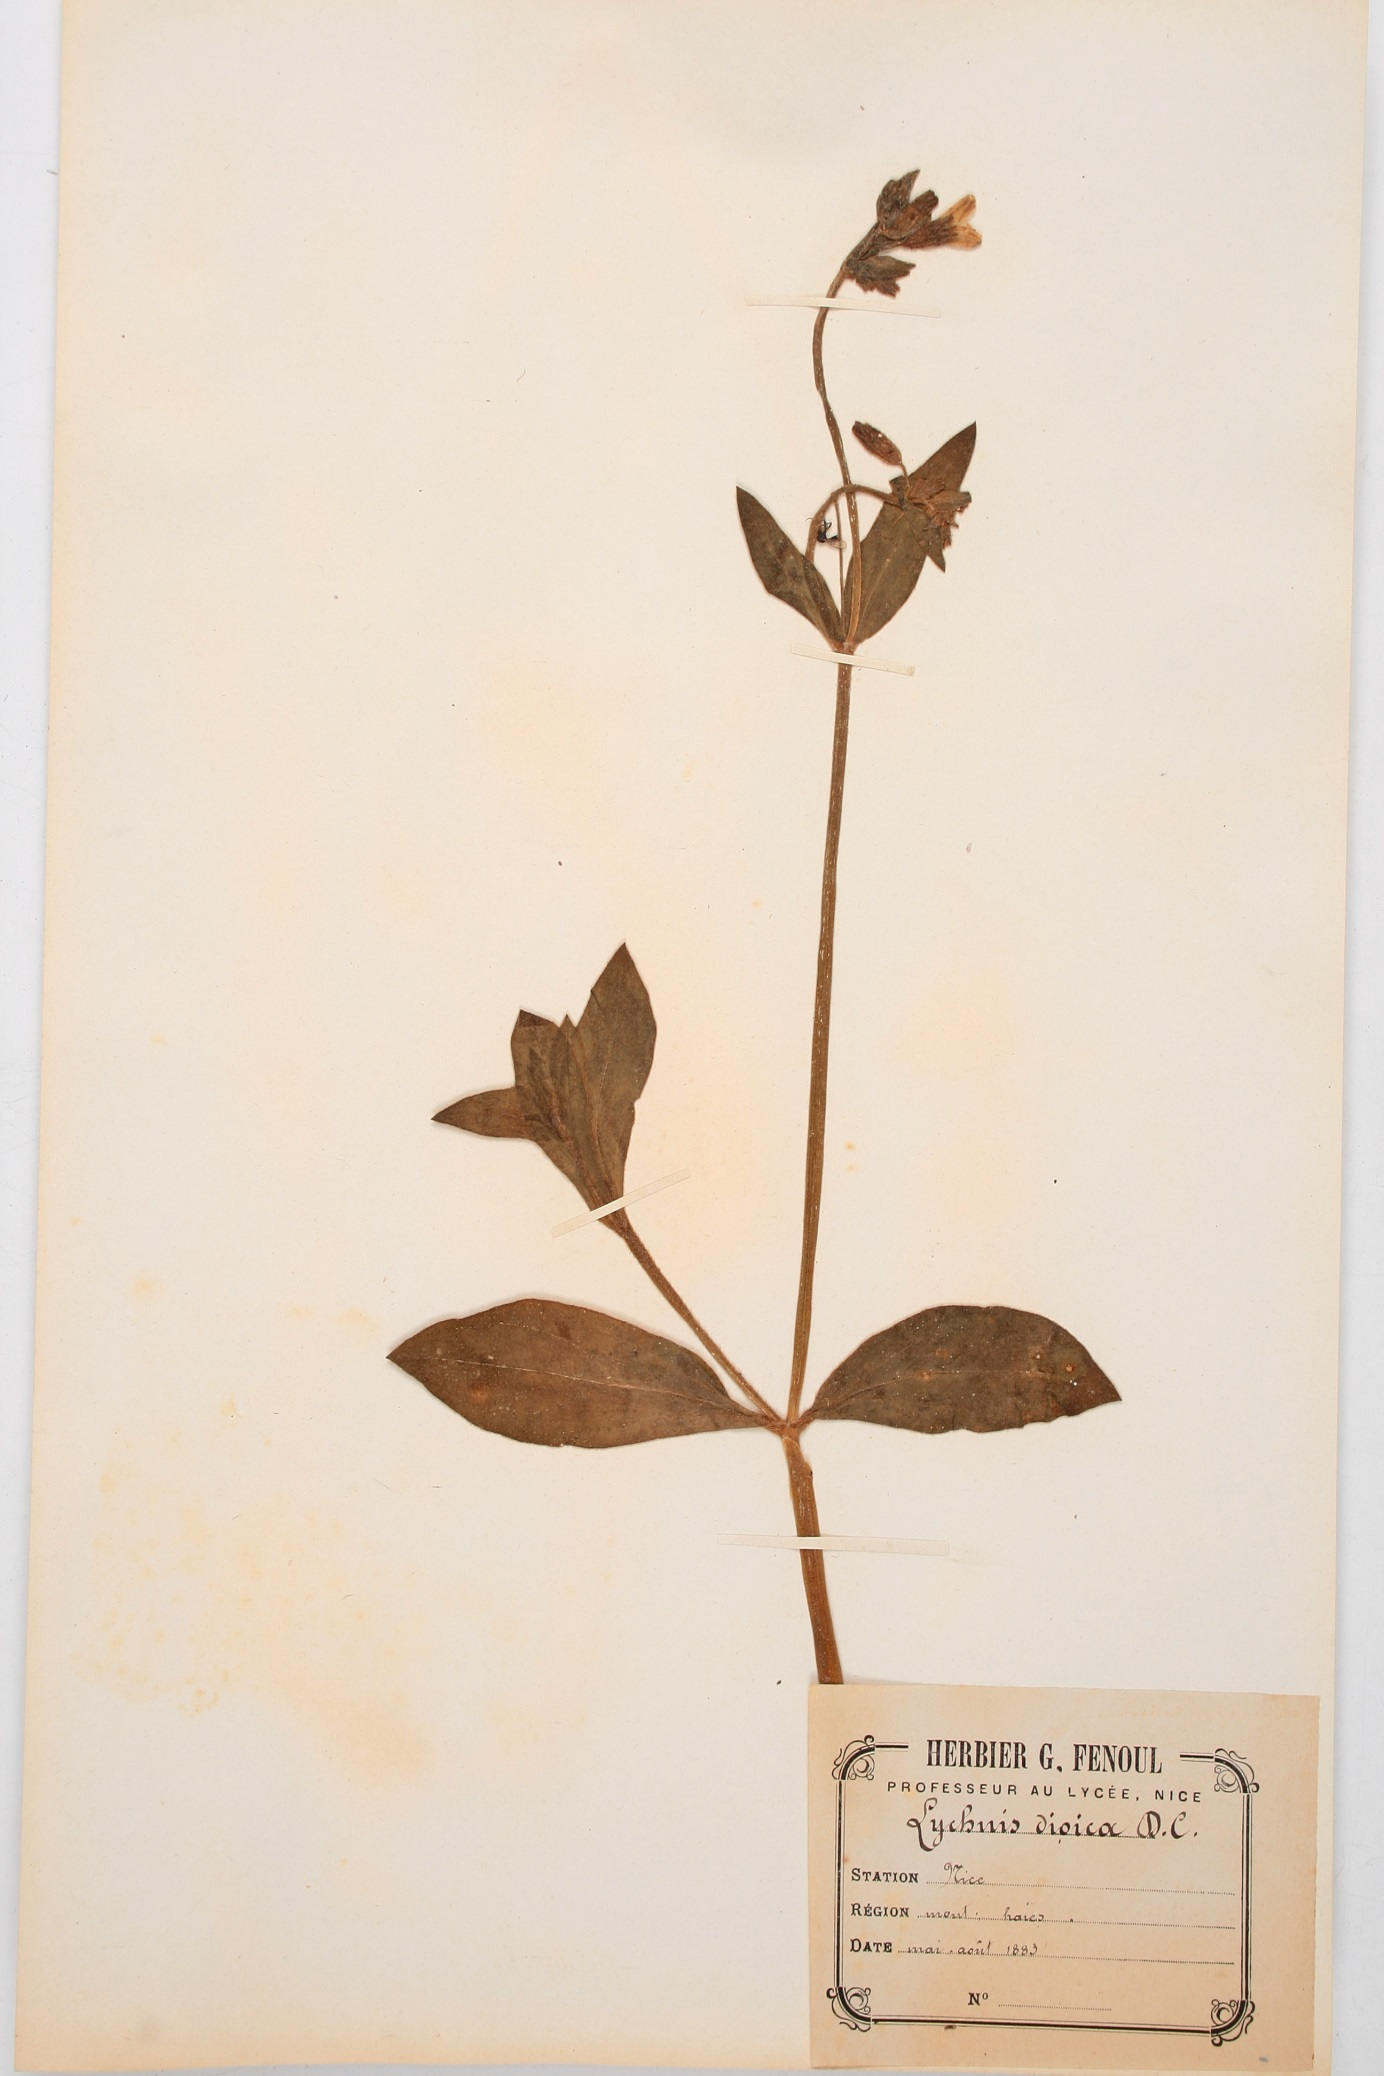 HERBIER G. FENOUL
PROFESSEUR AU LYCÉE, NICE
Lychnis dioica D.C.
STATION Nice
RÉGION mont. haies.
DATE mai. août 1883
N°